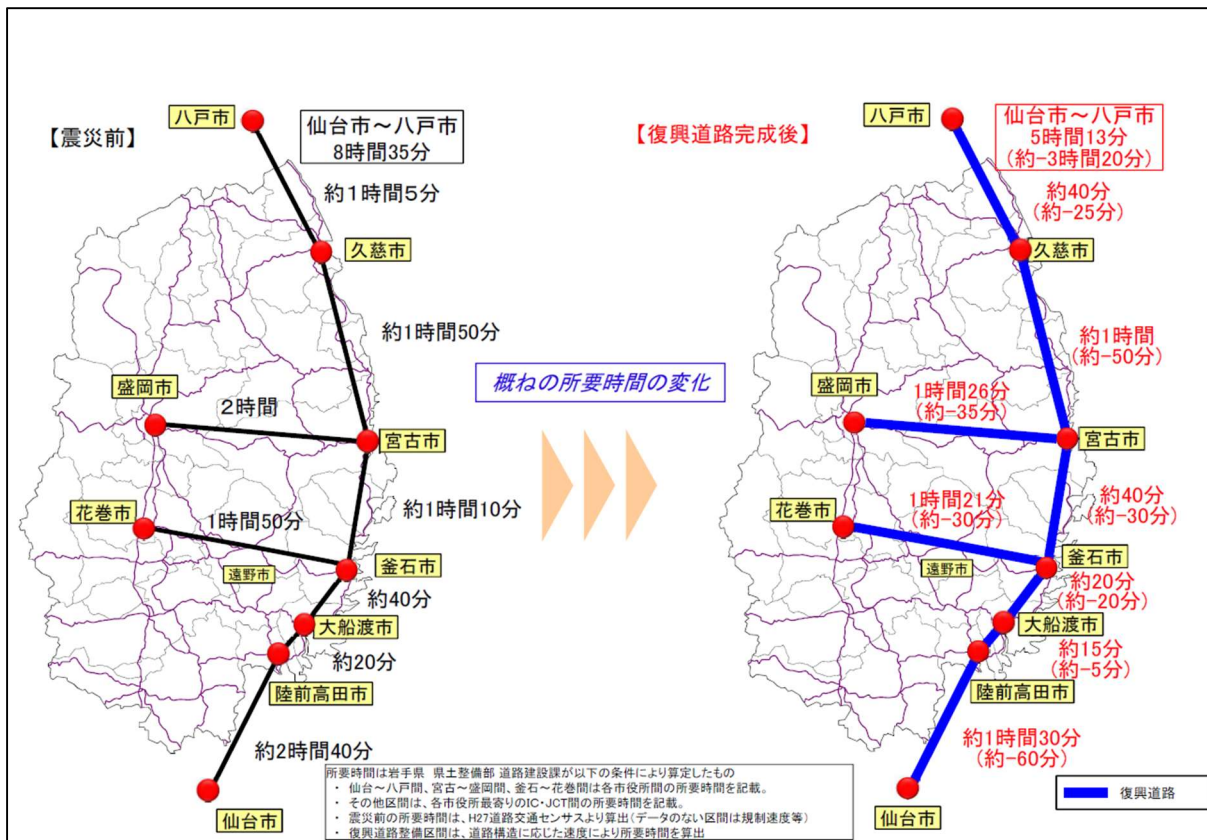 【震災前】
八戸市
仙台市～八戸市
8時間35分
約1時間5分
久慈市
約1時間50分
盛岡市
2時間
宮古市
花巻市
1時間50分
約1時間10分
遠野市
釜石市
約40分
大船渡市
約20分
陸前高田市
約2時間40分
仙台市
概ねの所要時間の変化
【復興道路完成後】
八戸市
仙台市～八戸市
5時間13分
(約-3時間20分)
約40分
(約-25分)
久慈市
約1時間
(約-50分)
盛岡市
1時間26分
(約-35分)
宮古市
花巻市
1時間21分
(約-30分)
約40分
(約-30分)
遠野市
釜石市
約20分
(約-20分)
大船渡市
約15分
(約-5分)
陸前高田市
約1時間30分
(約-60分)
仙台市
所要時間は岩手県 県土整備部 道路建設課が以下の条件により算定したもの
・ 仙台～八戸間、宮古～盛岡間、釜石～花巻間は各市役所間の所要時間を記載。
・ その他区間は、各市役所最寄りのIC・JCT間の所要時間を記載。
・ 震災前の所要時間は、H27道路交通センサスより算出(データのない区間は規制速度等)
・ 復興道路整備区間は、道路構造に応じた速度により所要時間を算出
復興道路